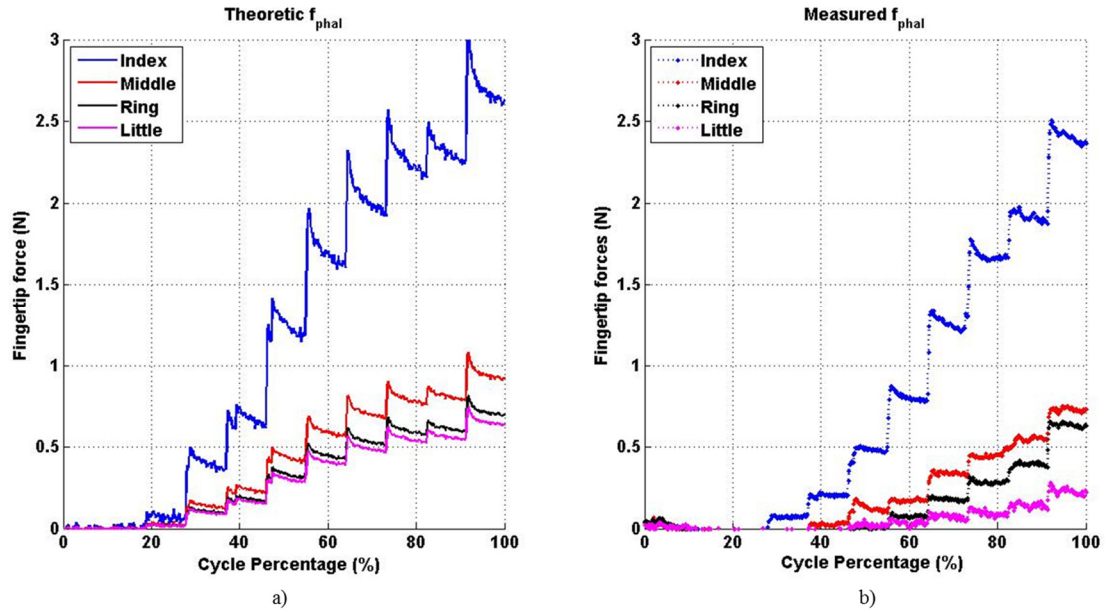 Theoretic f_phal
3
2.5
2
1.5
1
0.5
0
Fingertip force (N)
Index
Middle
Ring
Little
0 20 40 60 80 100
Cycle Percentage (%)
a)
Measured f_phal
3
2.5
2
1.5
1
0.5
0
Fingertip forces (N)
Index
Middle
Ring
Little
0 20 40 60 80 100
Cycle Percentage (%)
b)